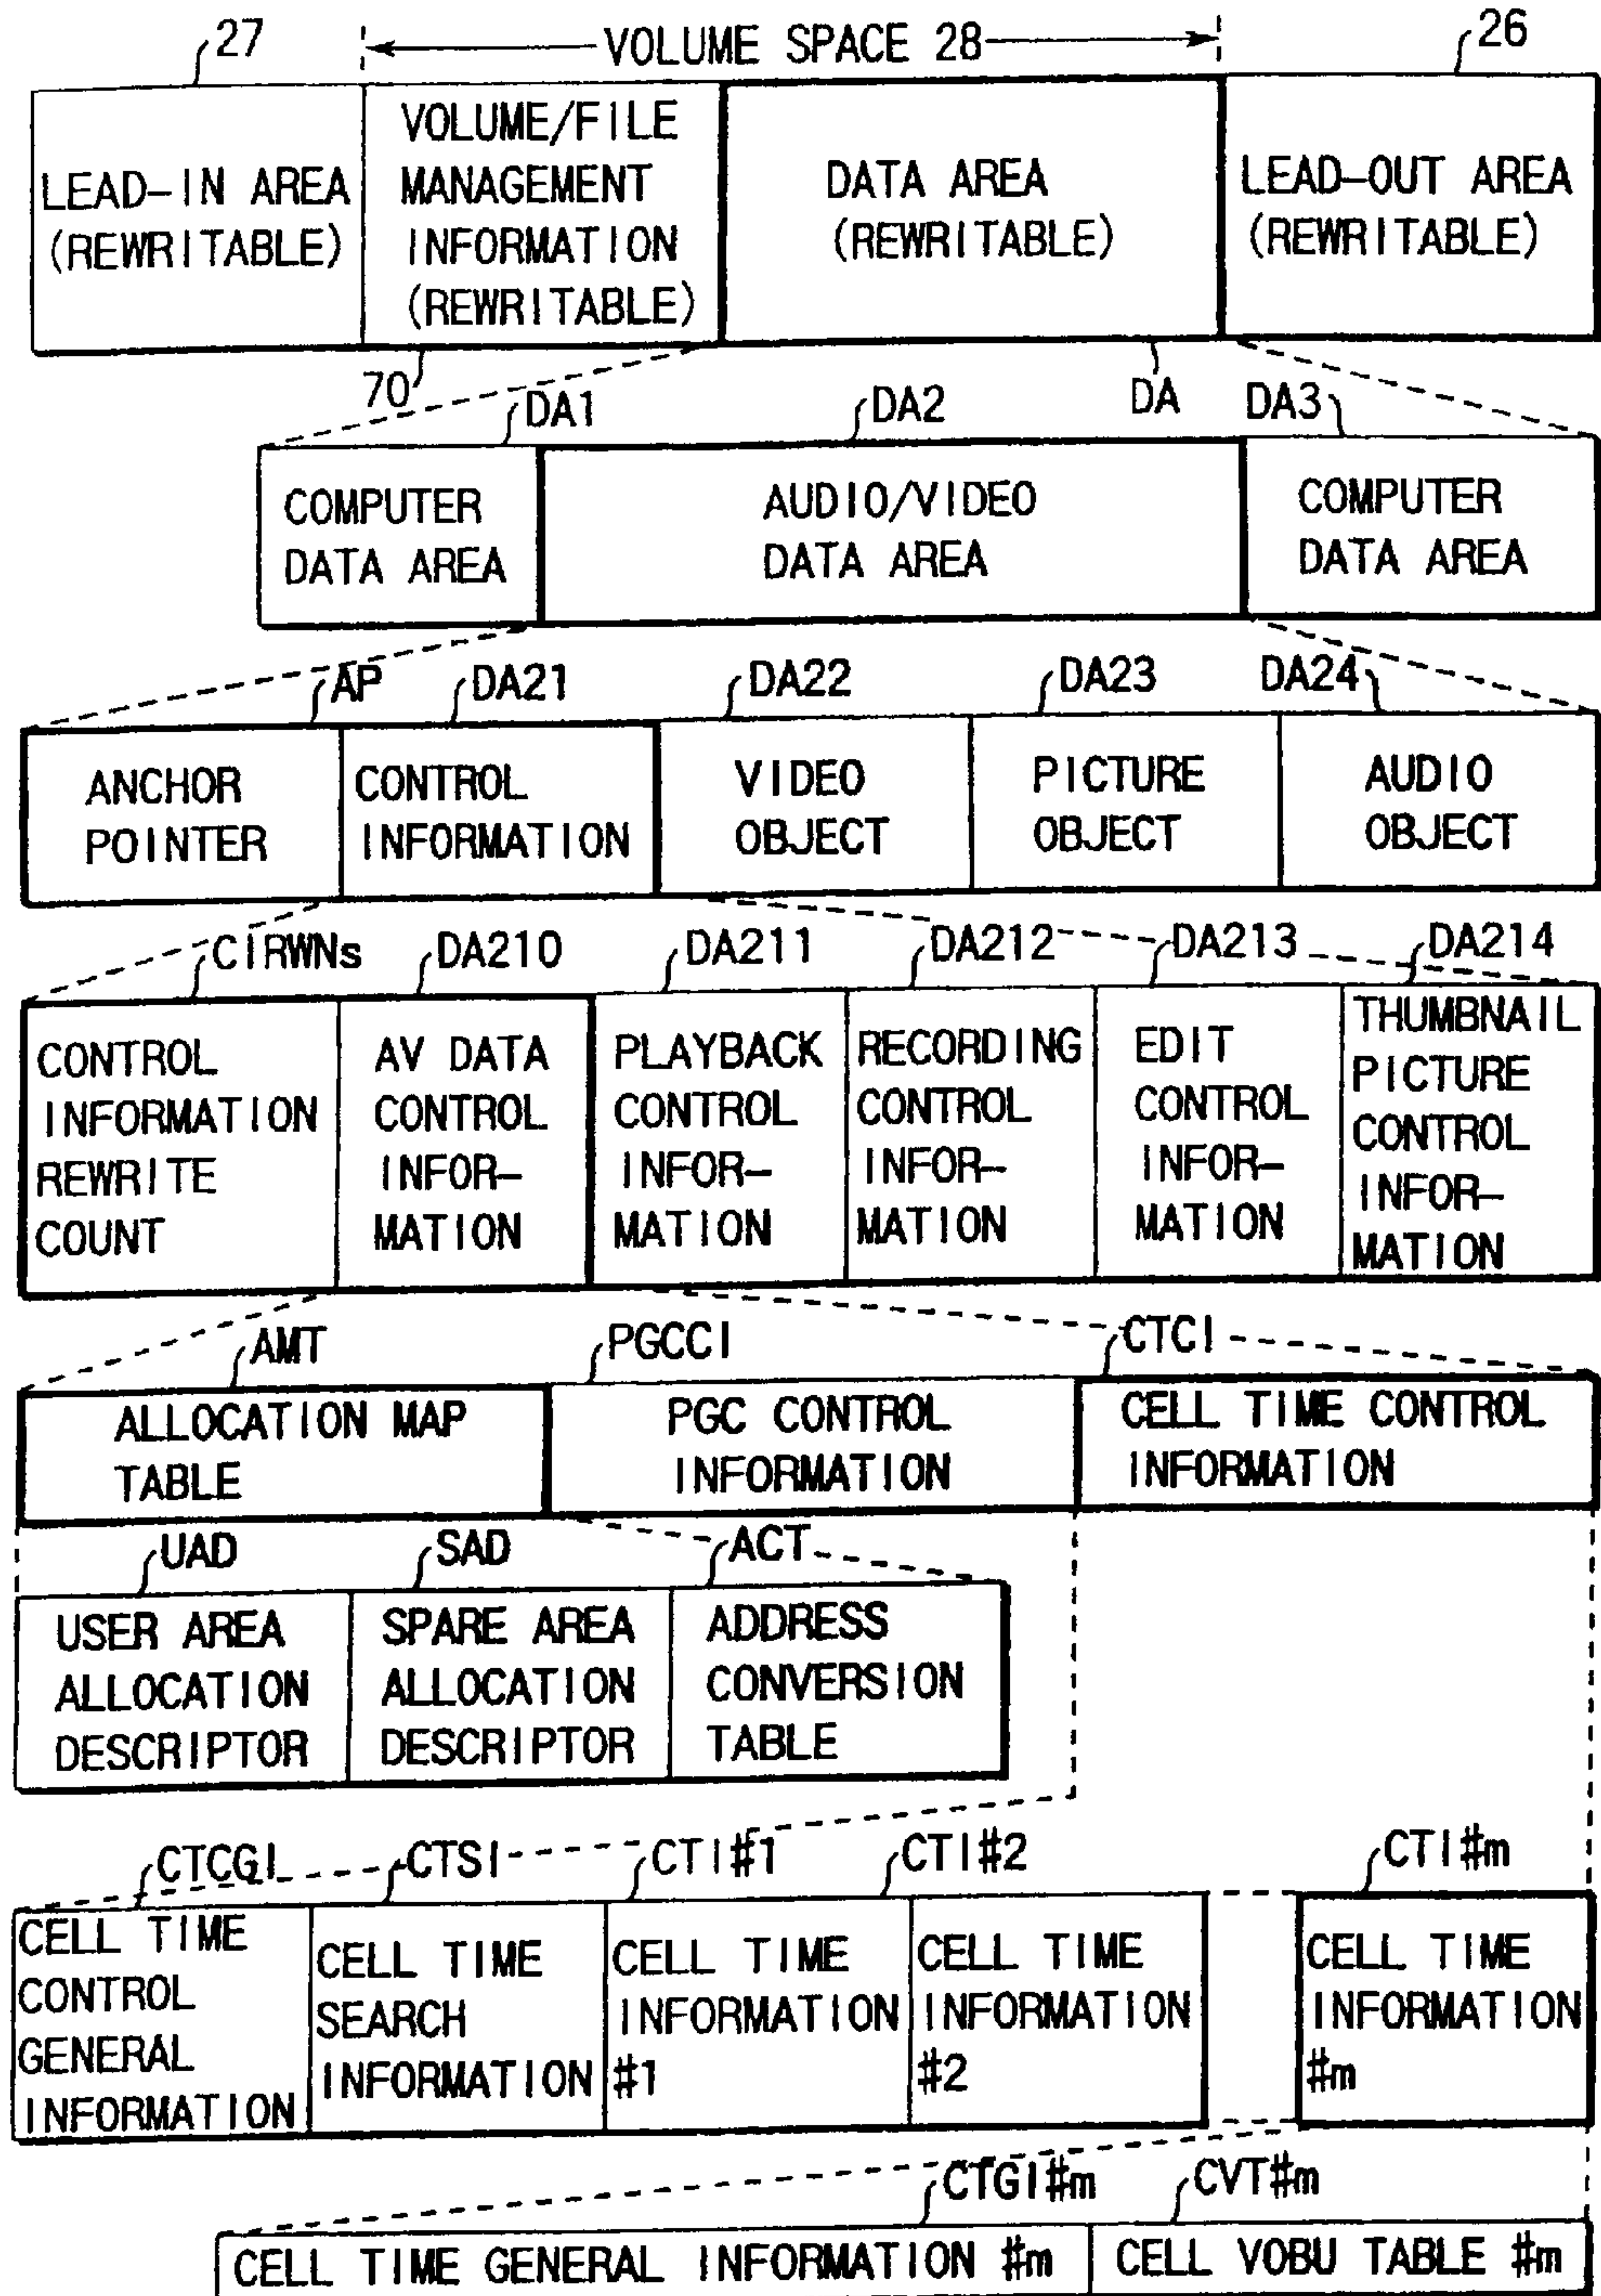 27
VOLUME SPACE 28
26
LEAD-IN AREA
(REWRITABLE)
VOLUME/FILE
MANAGEMENT
INFORMATION
(REWRITABLE)
DATA AREA
(REWRITABLE)
LEAD-OUT AREA
(REWRITABLE)
70
DA
DA1
DA2
DA3
COMPUTER
DATA AREA
AUDIO/VIDEO
DATA AREA
COMPUTER
DATA AREA
AP
DA21
DA22
DA23
DA24
ANCHOR
POINTER
CONTROL
INFORMATION
VIDEO
OBJECT
PICTURE
OBJECT
AUDIO
OBJECT
CIRWNs
DA210
DA211
DA212
DA213
DA214
CONTROL
INFORMATION
REWRITE
COUNT
AV DATA
CONTROL
INFOR-
MATION
PLAYBACK
CONTROL
INFOR-
MATION
RECORDING
CONTROL
INFOR-
MATION
EDIT
CONTROL
INFOR-
MATION
THUMBNAIL
PICTURE
CONTROL
INFOR-
MATION
AMT
PGCCI
CTCI
ALLOCATION MAP
TABLE
PGC CONTROL
INFORMATION
CELL TIME CONTROL
INFORMATION
UAD
SAD
ACT
USER AREA
ALLOCATION
DESCRIPTOR
SPARE AREA
ALLOCATION
DESCRIPTOR
ADDRESS
CONVERSION
TABLE
CTCGI
CTSI
CTI#1
CTI#2
CTI#m
CELL TIME
CONTROL
GENERAL
INFORMATION
CELL TIME
SEARCH
INFORMATION
CELL TIME
INFORMATION
#1
CELL TIME
INFORMATION
#2
CELL TIME
INFORMATION
#m
CTGI#m
CVT#m
CELL TIME GENERAL INFORMATION #m
CELL VOBU TABLE #m